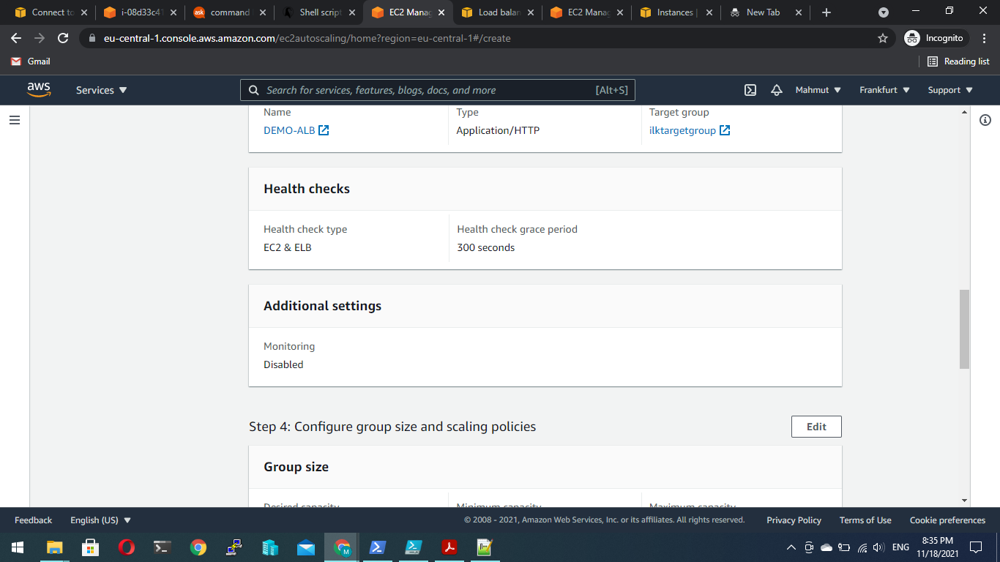 Connect to
i-08d33c41
ask command
Shell script
EC2 Manag
Load balan
EC2 Manag
Instances |
New Tab
eu-central-1.console.aws.amazon.com/ec2autoscaling/home?region=eu-central-1#/create
Incognito
Gmail
Reading list
aws
Services
Search for services, features, blogs, docs, and more
[Alt+S]
Mahmut
Frankfurt
Support
Name Type Target group
DEMO-ALB Application/HTTP ilktargetgroup
Health checks
Health check type Health check grace period
EC2 & ELB 300 seconds
Additional settings
Monitoring
Disabled
Step 4: Configure group size and scaling policies
Edit
Group size
Desired capacity Minimum capacity Maximum capacity
Feedback English (US) © 2008 - 2021, Amazon Web Services, Inc. or its affiliates. All rights reserved. Privacy Policy Terms of Use Cookie preferences
M
ENG
8:35 PM
11/18/2021